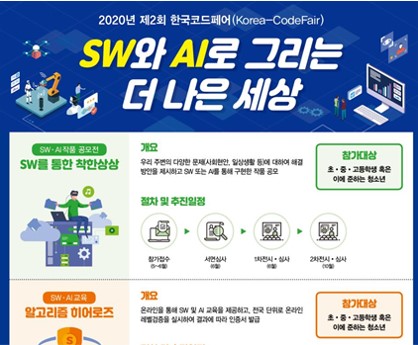 2020년 제2회 한국코드페어(Korea-CodeFair)
SW와 AI로 그리는
더 나은 세상
SW·AI 작품 공모전
SW를 통한 착한상상
개요
우리 주변의 다양한 문제(사회현안, 일상생활 등)에 대하여 해결
방안을 제시하고 SW 또는 AI를 통해 구현한 작품 공모
참가대상
초·중·고등학생 혹은
이에 준하는 청소년
절차 및 추진일정
참가접수
(5~6월)
서면심사
(6월)
1차전시·심사
(8월)
2차전시·심사
(10월)
SW·AI 교육
알고리즘 히어로즈
개요
온라인을 통해 SW 및 AI 교육을 제공하고, 전국 단위로 온라인
레벨검증을 실시하여 결과에 따라 인증서 발급
참가대상
초·중·고등학생 혹은
이에 준하는 청소년